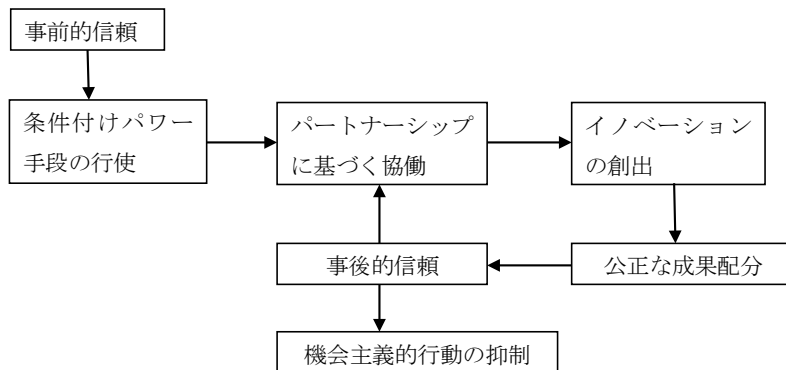 事前的信頼
条件付けパワー
手段の行使
パートナーシップ
に基づく協働
イノベーション
の創出
事後的信頼
公正な成果配分
機会主義的行動の抑制